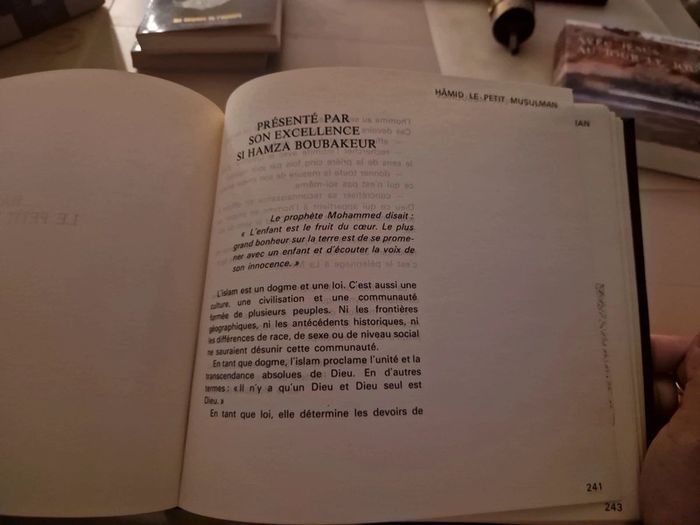 HÂMID LE PETIT MUSULMAN
PRÉSENTÉ PAR
SON EXCELLENCE
SI HAMZA BOUBAKEUR
Le prophète Mohammed disait :
« L'enfant est le fruit du cœur. Le plus
grand bonheur sur la terre est de se prome-
ner avec un enfant et d'écouter la voix de
son innocence. »
L'islam est un dogme et une loi. C'est aussi une
culture, une civilisation et une communauté
formée de plusieurs peuples. Ni les frontières
géographiques, ni les antécédents historiques, ni
les différences de race, de sexe ou de niveau social
ne sauraient désunir cette communauté.
En tant que dogme, l'islam proclame l'unité et la
transcendance absolues de Dieu. En d'autres
termes : « Il n'y a qu'un Dieu et Dieu seul est
Dieu. »
En tant que loi, elle détermine les devoirs de
241
243